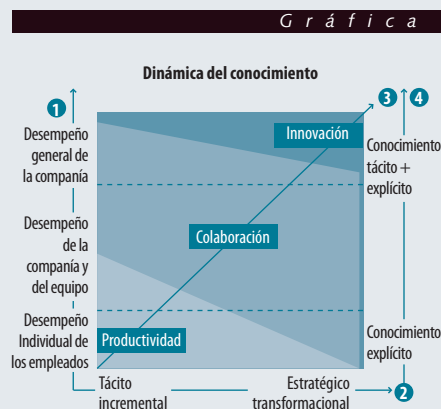 Gráfica
Dinámica del conocimiento
1
3
4
Desempeño
general de
la compañía
Innovación
Conocimiento
tácito +
explícito
Desempeño
de la
compañía y
del equipo
Colaboración
Desempeño
Individual de
los empleados
Productividad
Conocimiento
explícito
Tácito
incremental
Estratégico
transformacional
2